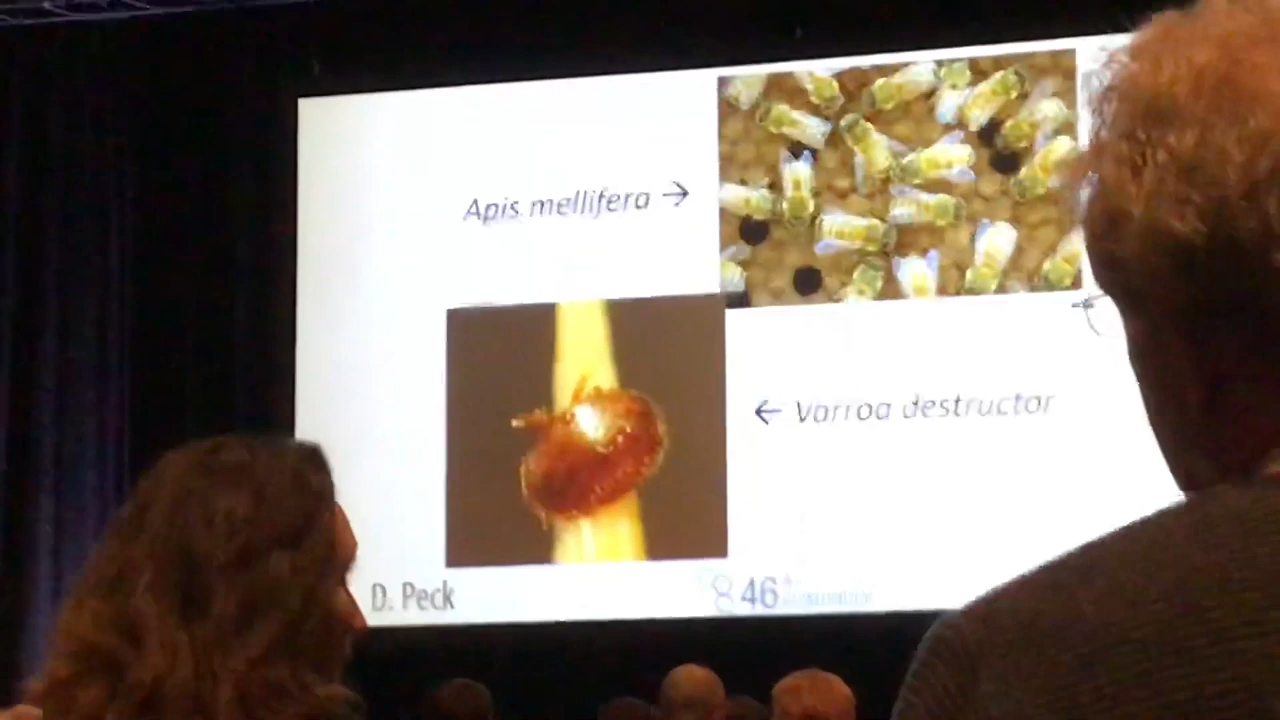 Apis mellifera →
← Varroa destructor
D. Peck
46